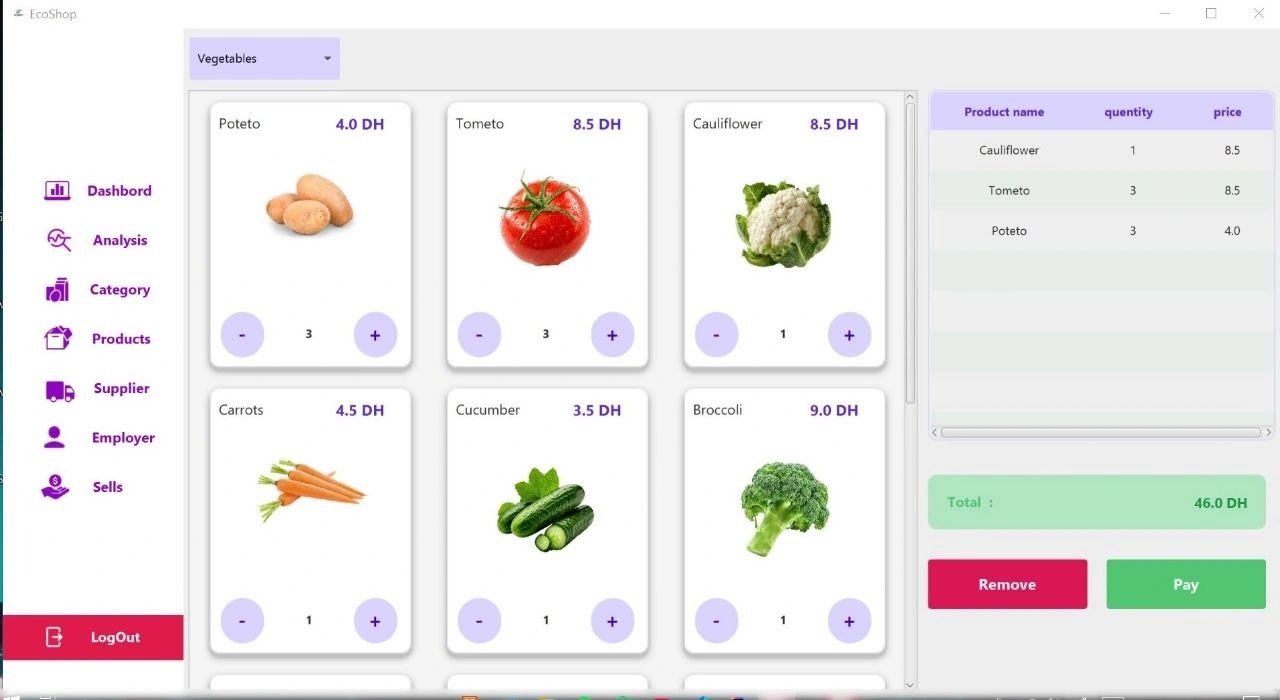 EcoShop
Vegetables
Dashbord
Analysis
Category
Products
Supplier
Employer
Sells
LogOut
Poteto 4.0 DH
- 3 +
Tometo 8.5 DH
- 3 +
Cauliflower 8.5 DH
- 1 +
Carrots 4.5 DH
- 1 +
Cucumber 3.5 DH
- 1 +
Broccoli 9.0 DH
- 1 +
Product name quentity price
Cauliflower 1 8.5
Tometo 3 8.5
Poteto 3 4.0
Total : 46.0 DH
Remove
Pay